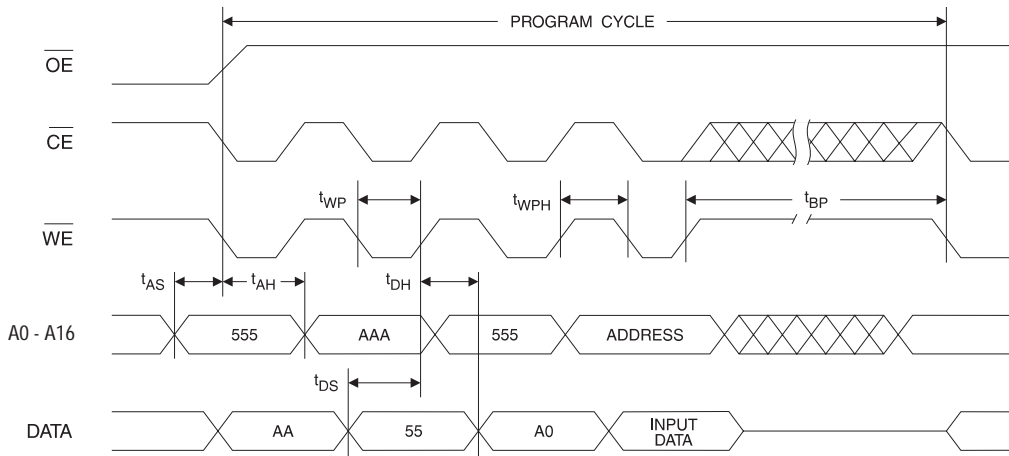 PROGRAM CYCLE
OE
CE
tWP
tWPH
tBP
WE
tAS
tAH
tDH
A0 - A16
555
AAA
555
ADDRESS
tDS
DATA
AA
55
A0
INPUT
DATA